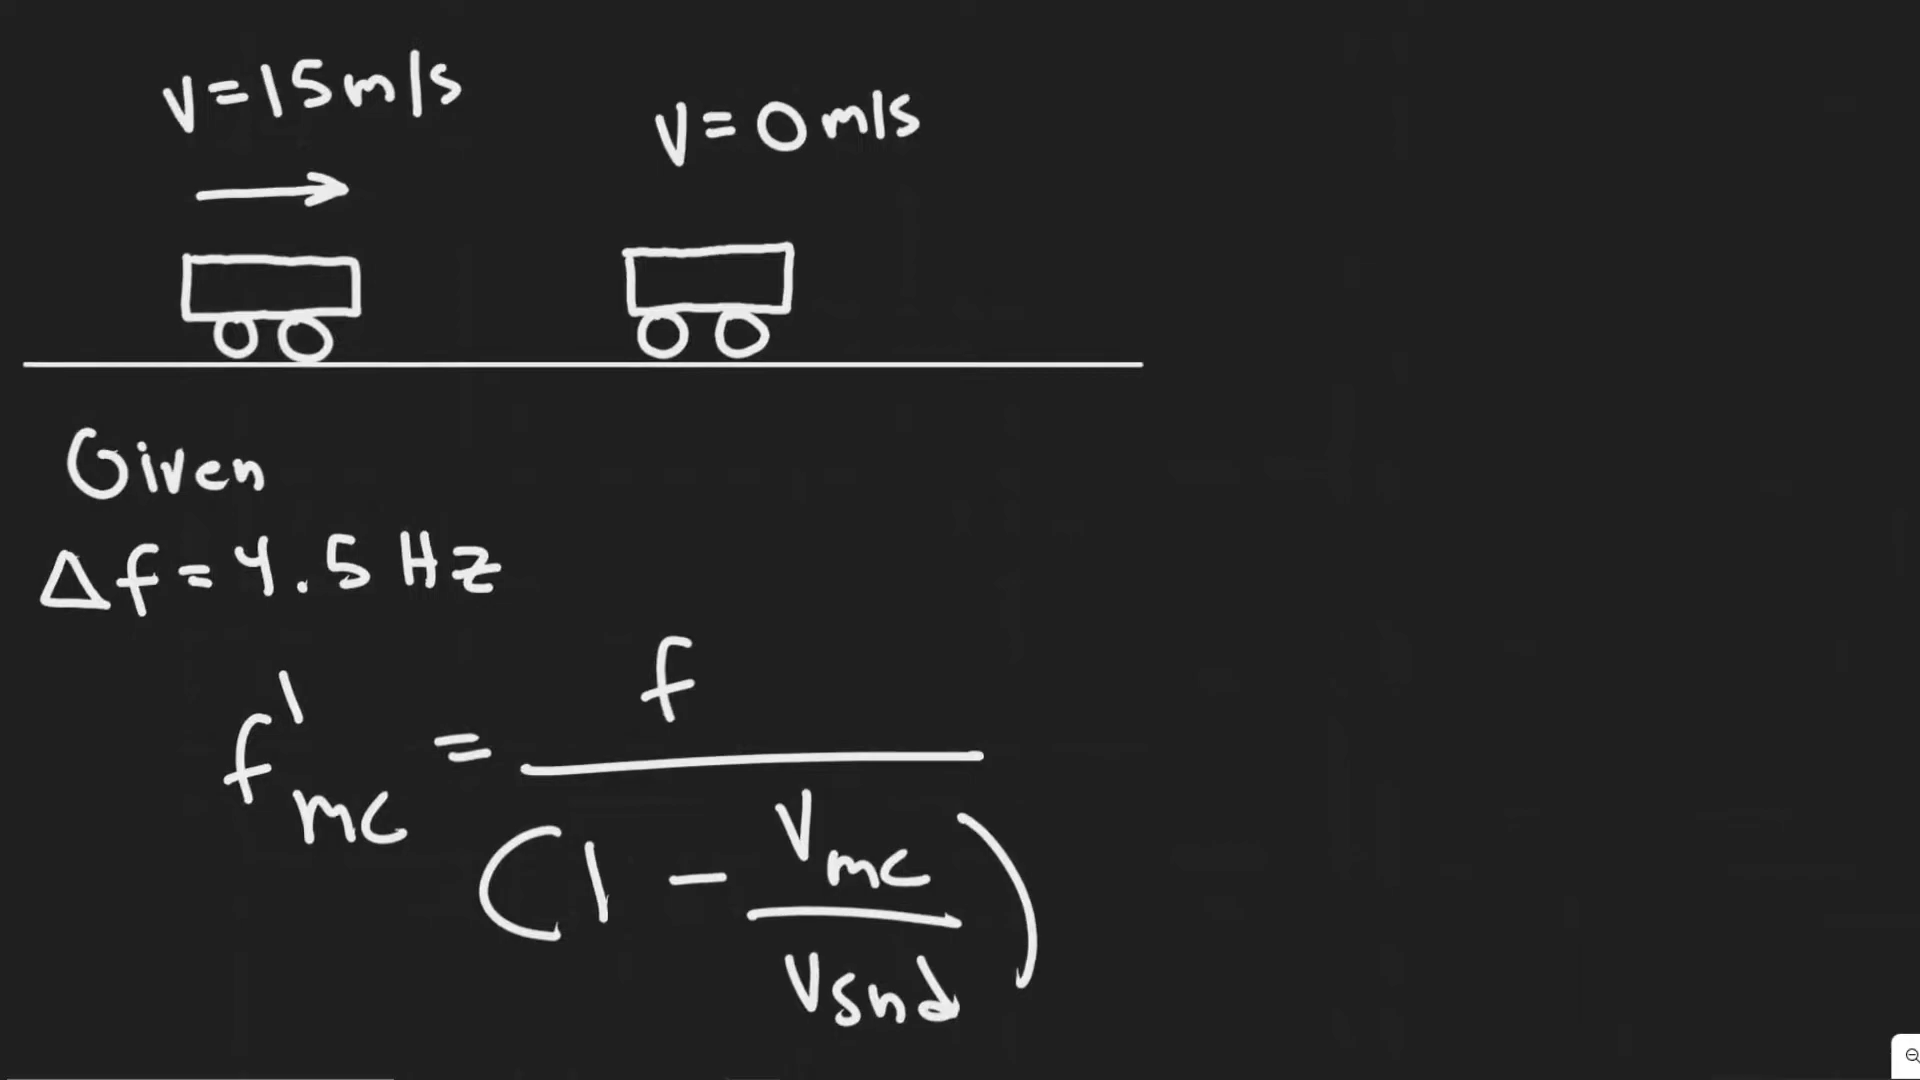 V=15m/s
V=0m/s
Given
Δf=4.5 Hz
f'mc = f / (1 - Vmc / Vsnd)